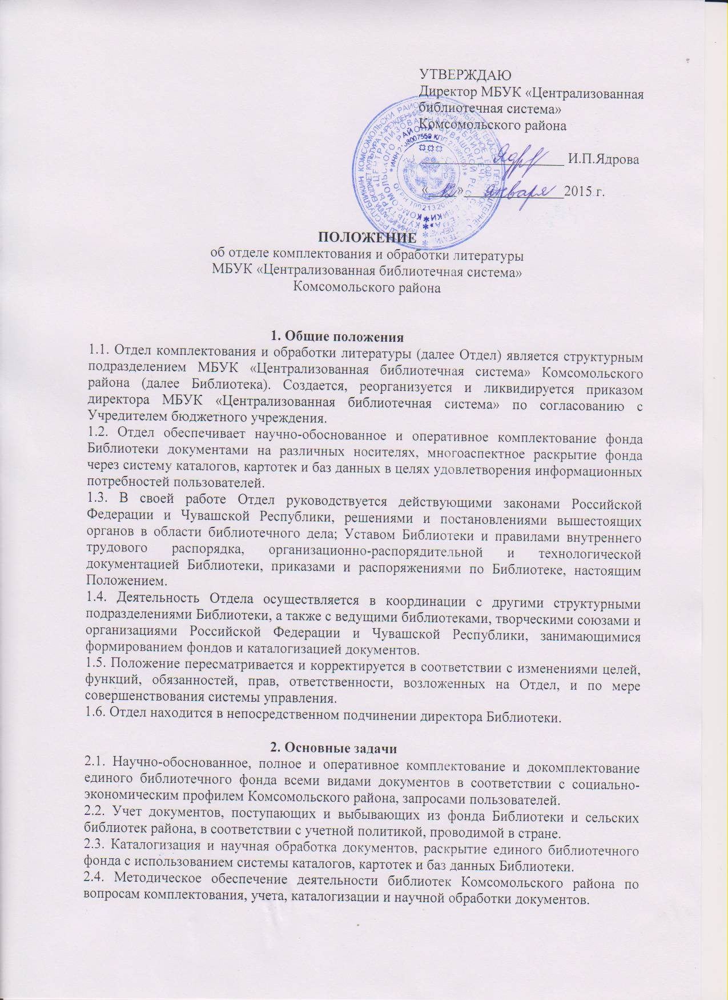 УТВЕРЖДАЮ
Директор МБУК «Централизованная
библиотечная система»
Комсомольского района
И.П.Ядрова
«12» января 2015 г.
ПОЛОЖЕНИЕ
об отделе комплектования и обработки литературы
МБУК «Централизованная библиотечная система»
Комсомольского района
1. Общие положения
1.1. Отдел комплектования и обработки литературы (далее Отдел) является структурным
подразделением МБУК «Централизованная библиотечная система» Комсомольского
района (далее Библиотека). Создается, реорганизуется и ликвидируется приказом
директора МБУК «Централизованная библиотечная система» по согласованию с
Учредителем бюджетного учреждения.
1.2. Отдел обеспечивает научно-обоснованное и оперативное комплектование фонда
Библиотеки документами на различных носителях, многоаспектное раскрытие фонда
через систему каталогов, картотек и баз данных в целях удовлетворения информационных
потребностей пользователей.
1.3. В своей работе Отдел руководствуется действующими законами Российской
Федерации и Чувашской Республики, решениями и постановлениями вышестоящих
органов в области библиотечного дела; Уставом Библиотеки и правилами внутреннего
трудового распорядка, организационно-распорядительной и технологической
документацией Библиотеки, приказами и распоряжениями по Библиотеке, настоящим
Положением.
1.4. Деятельность Отдела осуществляется в координации с другими структурными
подразделениями Библиотеки, а также с ведущими библиотеками, творческими союзами и
организациями Российской Федерации и Чувашской Республики, занимающимися
формированием фондов и каталогизацией документов.
1.5. Положение пересматривается и корректируется в соответствии с изменениями целей,
функций, обязанностей, прав, ответственности, возложенных на Отдел, и по мере
совершенствования системы управления.
1.6. Отдел находится в непосредственном подчинении директора Библиотеки.
2. Основные задачи
2.1. Научно-обоснованное, полное и оперативное комплектование и докомплектование
единого библиотечного фонда всеми видами документов в соответствии с социально-
экономическим профилем Комсомольского района, запросами пользователей.
2.2. Учет документов, поступающих и выбывающих из фонда Библиотеки и сельских
библиотек района, в соответствии с учетной политикой, проводимой в стране.
2.3. Каталогизация и научная обработка документов, раскрытие единого библиотечного
фонда с использованием системы каталогов, картотек и баз данных Библиотеки.
2.4. Методическое обеспечение деятельности библиотек Комсомольского района по
вопросам комплектования, учета, каталогизации и научной обработки документов.